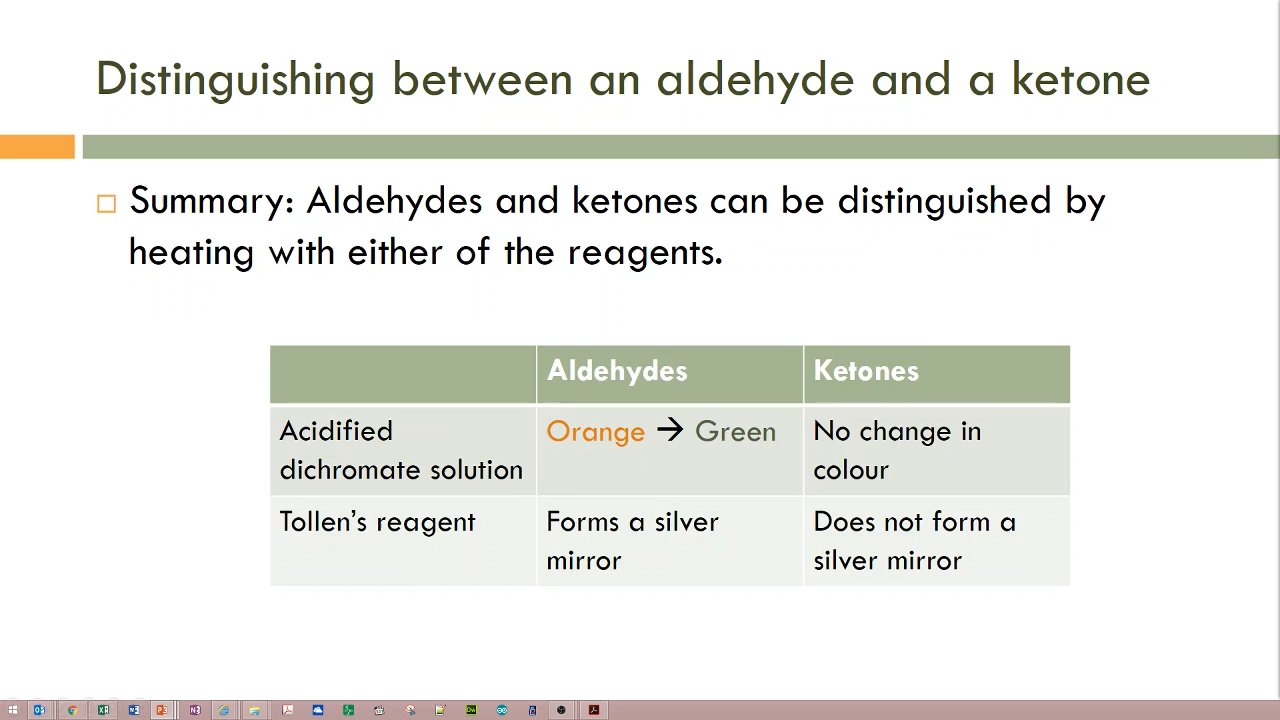 Distinguishing between an aldehyde and a ketone
Summary: Aldehydes and ketones can be distinguished by
heating with either of the reagents.
Aldehydes
Ketones
Acidified
dichromate solution
Orange → Green
No change in
colour
Tollen’s reagent
Forms a silver
mirror
Does not form a
silver mirror